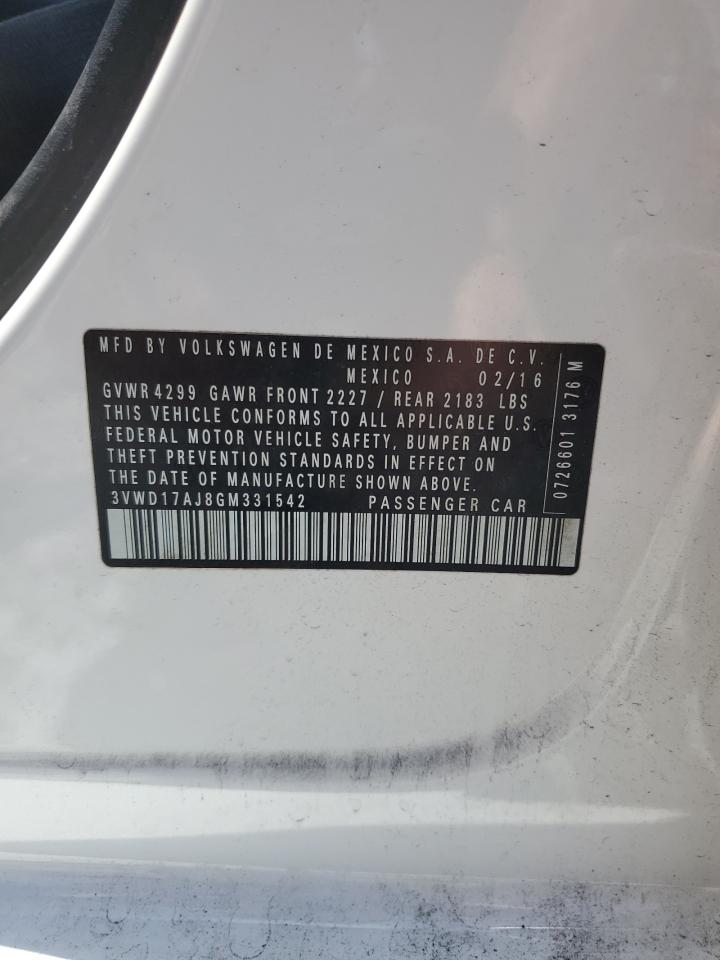 MFD BY VOLKSWAGEN DE MEXICO S.A. DE C.V.
MEXICO 02/16
GVWR 4299 GAWR FRONT 2227 / REAR 2183 LBS
THIS VEHICLE CONFORMS TO ALL APPLICABLE U.S.
FEDERAL MOTOR VEHICLE SAFETY, BUMPER AND
THEFT PREVENTION STANDARDS IN EFFECT ON
THE DATE OF MANUFACTURE SHOWN ABOVE.
3VWD17AJ8GM331542 PASSENGER CAR
0726601 3176 M